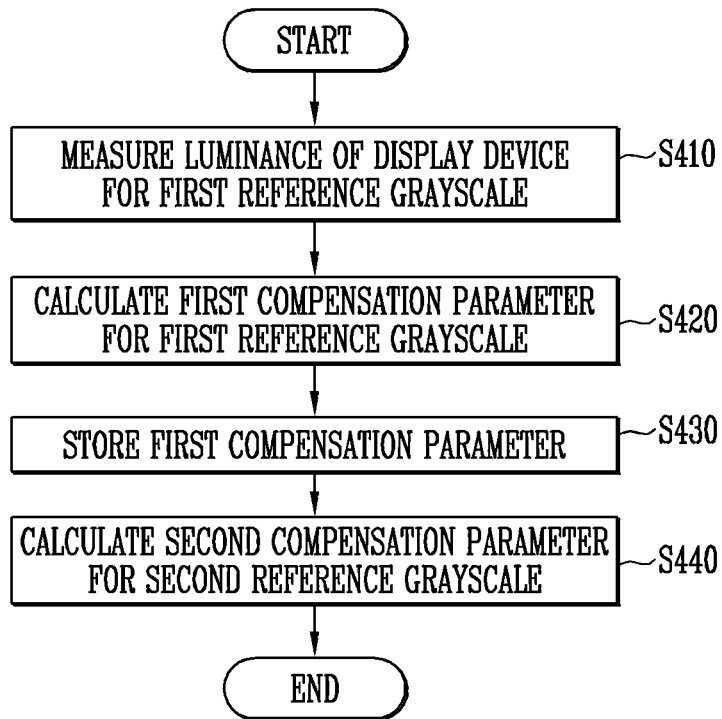 START
MEASURE LUMINANCE OF DISPLAY DEVICE
FOR FIRST REFERENCE GRAYSCALE
S410
CALCULATE FIRST COMPENSATION PARAMETER
FOR FIRST REFERENCE GRAYSCALE
S420
STORE FIRST COMPENSATION PARAMETER
S430
CALCULATE SECOND COMPENSATION PARAMETER
FOR SECOND REFERENCE GRAYSCALE
S440
END